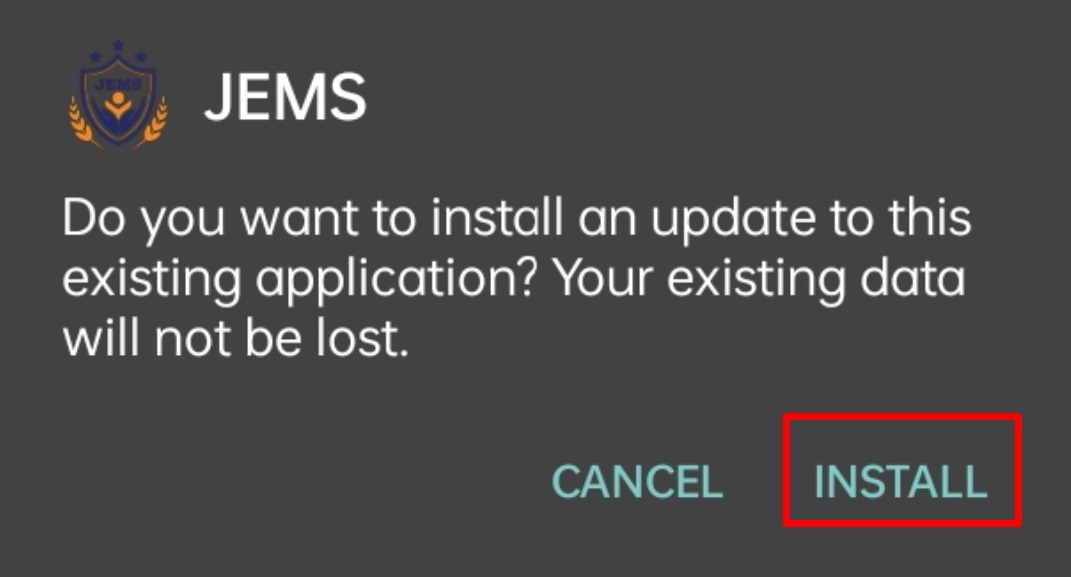 JEMS
JEMS
Do you want to install an update to this
existing application? Your existing data
will not be lost.
CANCEL INSTALL